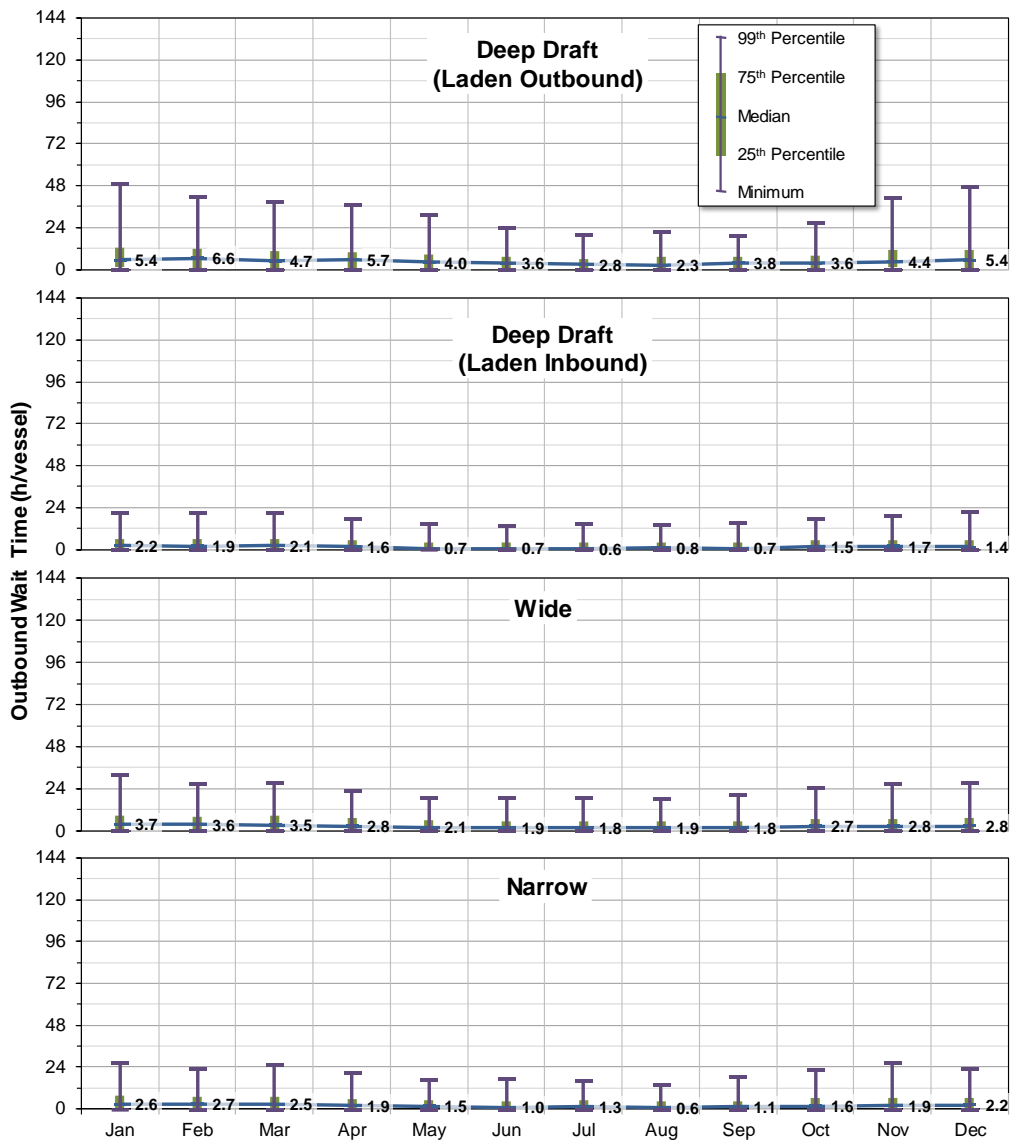 144
120
96
72
48
24
0
Deep Draft
(Laden Outbound)
99th Percentile
75th Percentile
Median
25th Percentile
Minimum
5.4 6.6 4.7 5.7 4.0 3.6 2.8 2.3 3.8 3.6 4.4 5.4
144
120
96
72
48
24
0
Deep Draft
(Laden Inbound)
2.2 1.9 2.1 1.6 0.7 0.7 0.6 0.8 0.7 1.5 1.7 1.4
Outbound Wait Time (h/vessel)
144
120
96
72
48
24
0
Wide
3.7 3.6 3.5 2.8 2.1 1.9 1.8 1.9 1.8 2.7 2.8 2.8
144
120
96
72
48
24
0
Narrow
2.6 2.7 2.5 1.9 1.5 1.0 1.3 0.6 1.1 1.6 1.9 2.2
Jan Feb Mar Apr May Jun Jul Aug Sep Oct Nov Dec